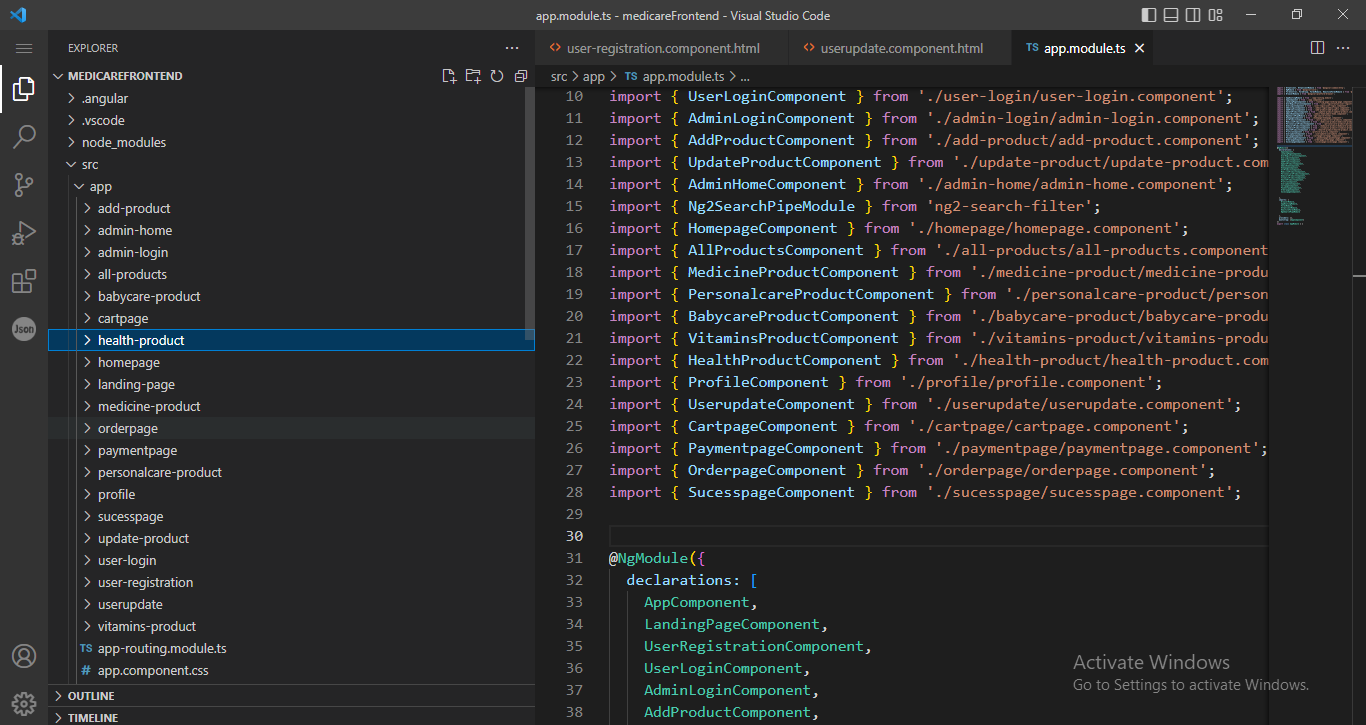 app.module.ts - medicareFrontend - Visual Studio Code
EXPLORER
MEDICAREFRONTEND
.angular
.vscode
node_modules
src
app
add-product
admin-home
admin-login
all-products
babycare-product
cartpage
health-product
homepage
landing-page
medicine-product
orderpage
paymentpage
personalcare-product
profile
sucesspage
update-product
user-login
user-registration
userupdate
vitamins-product
TS app-routing.module.ts
# app.component.css
OUTLINE
TIMELINE
Json
<> user-registration.component.html
<> userupdate.component.html
TS app.module.ts
src > app > TS app.module.ts > ...
10 import { UserLoginComponent } from './user-login/user-login.component';
11 import { AdminLoginComponent } from './admin-login/admin-login.component';
12 import { AddProductComponent } from './add-product/add-product.component';
13 import { UpdateProductComponent } from './update-product/update-product.com
14 import { AdminHomeComponent } from './admin-home/admin-home.component';
15 import { Ng2SearchPipeModule } from 'ng2-search-filter';
16 import { HomepageComponent } from './homepage/homepage.component';
17 import { AllProductsComponent } from './all-products/all-products.component
18 import { MedicineProductComponent } from './medicine-product/medicine-produ
19 import { PersonalcareProductComponent } from './personalcare-product/person
20 import { BabycareProductComponent } from './babycare-product/babycare-produ
21 import { VitaminsProductComponent } from './vitamins-product/vitamins-produ
22 import { HealthProductComponent } from './health-product/health-product.com
23 import { ProfileComponent } from './profile/profile.component';
24 import { UserupdateComponent } from './userupdate/userupdate.component';
25 import { CartpageComponent } from './cartpage/cartpage.component';
26 import { PaymentpageComponent } from './paymentpage/paymentpage.component';
27 import { OrderpageComponent } from './orderpage/orderpage.component';
28 import { SucesspageComponent } from './sucesspage/sucesspage.component';
29
30
31 @NgModule({
32 declarations: [
33 AppComponent,
34 LandingPageComponent,
35 UserRegistrationComponent,
36 UserLoginComponent,
37 AdminLoginComponent,
38 AddProductComponent,
Activate Windows
Go to Settings to activate Windows.